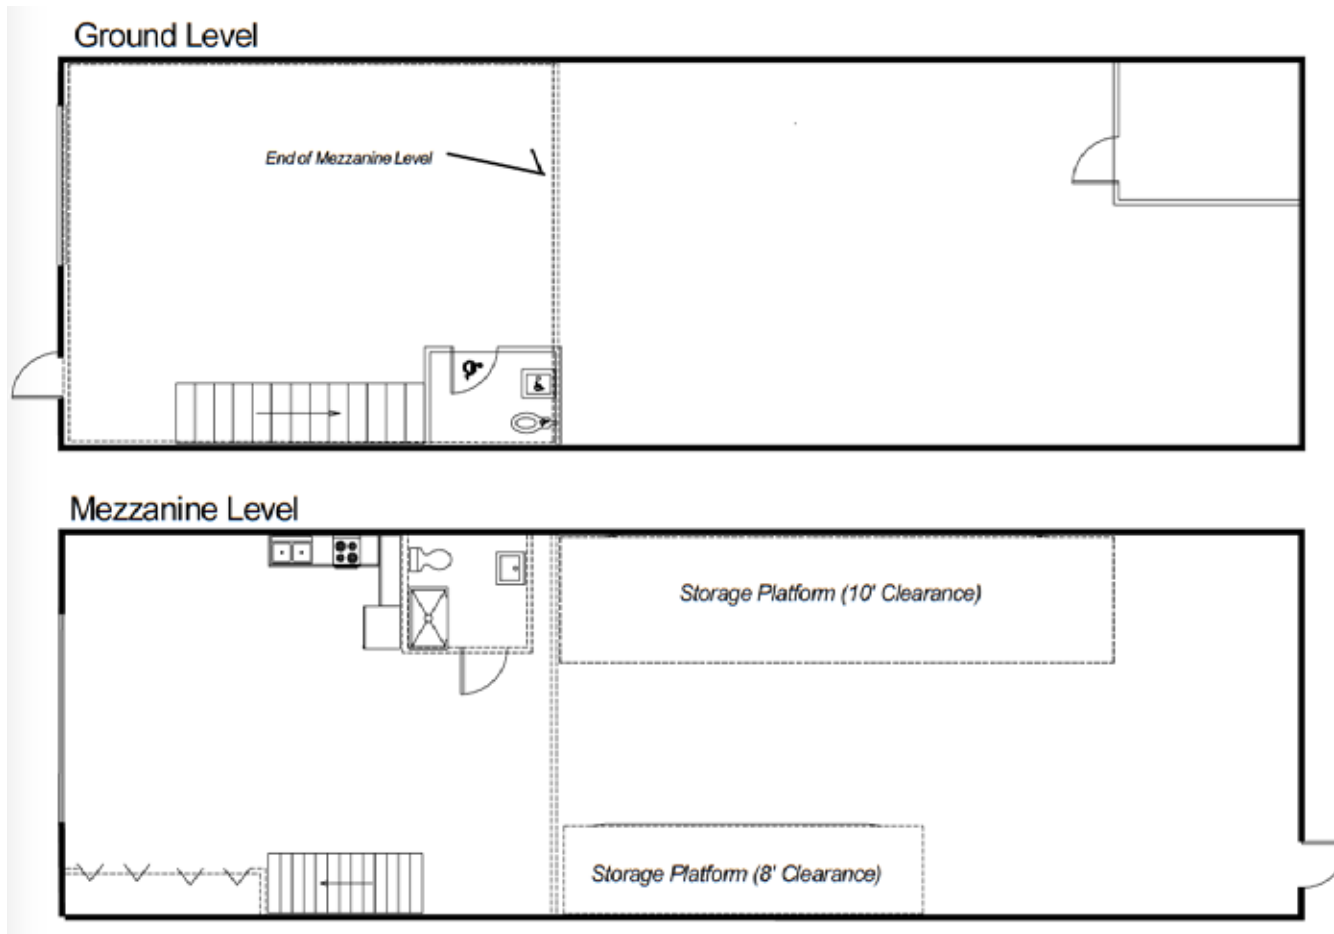 Ground Level
End of Mezzanine Level
Mezzanine Level
Storage Platform (10' Clearance)
Storage Platform (8' Clearance)